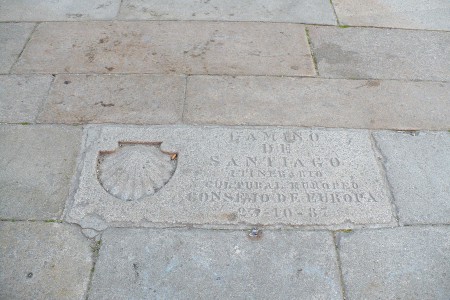 CAMINO
DE
SANTIAGO
ITINERARIO
CULTURAL EUROPEO
CONSEJO DE EUROPA
23-10-87